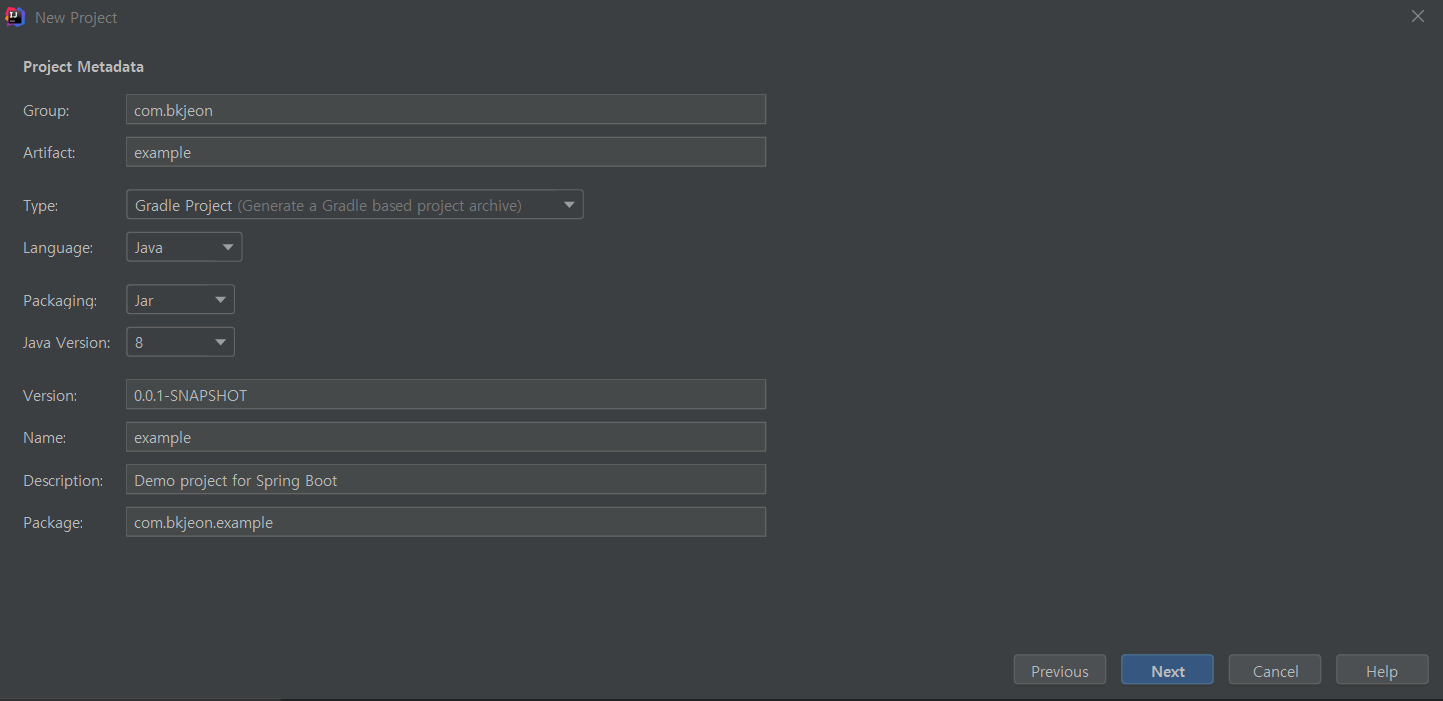 New Project
Project Metadata
Group: com.bkjeon
Artifact: example
Type: Gradle Project (Generate a Gradle based project archive)
Language: Java
Packaging: Jar
Java Version: 8
Version: 0.0.1-SNAPSHOT
Name: example
Description: Demo project for Spring Boot
Package: com.bkjeon.example
Previous Next Cancel Help